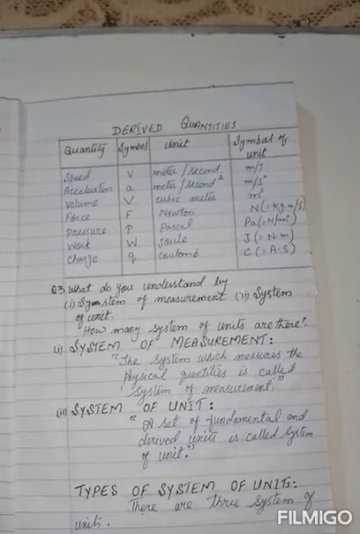 DERIVED QUANTITIES
Quantity Symbol Unit Symbol of unit
Speed V meter/second m/s
Acceleration a meter/second² m/s²
Volume V cubic meter m³
Force F Newton N(=kg.m/s)
Pressure P Pascal Pa(=N/m²)
Work W Joule J(=N.m)
Charge q coulomb C(=A.S)
Q3. What do you understand by
(i) System of measurement (ii) System
of unit.
How many system of units are there?
(i) SYSTEM OF MEASUREMENT:
"The system which measures the
physical quantities is called
system of measurement."
(ii) SYSTEM OF UNIT:
"A set of fundamental and
derived units is called System
of unit."
TYPES OF SYSTEM OF UNITS:
There are three system of
units.
FILMIGO